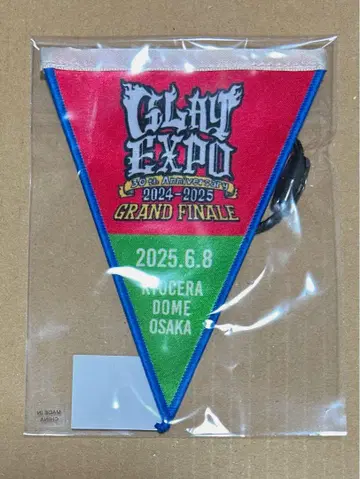 GLAY
EXPO
30th Anniversary
2024-2025
GRAND FINALE
2025.6.8
KYOCERA
DOME
OSAKA